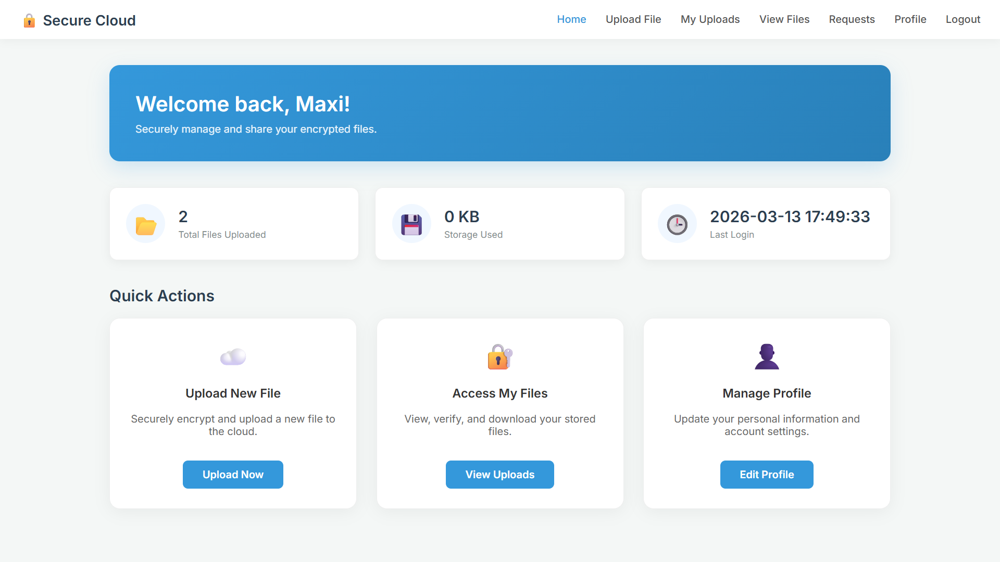 Secure Cloud
Home
Upload File
My Uploads
View Files
Requests
Profile
Logout
Welcome back, Maxi!
Securely manage and share your encrypted files.
2
Total Files Uploaded
0 KB
Storage Used
2026-03-13 17:49:33
Last Login
Quick Actions
Upload New File
Securely encrypt and upload a new file to
the cloud.
Upload Now
Access My Files
View, verify, and download your stored
files.
View Uploads
Manage Profile
Update your personal information and
account settings.
Edit Profile